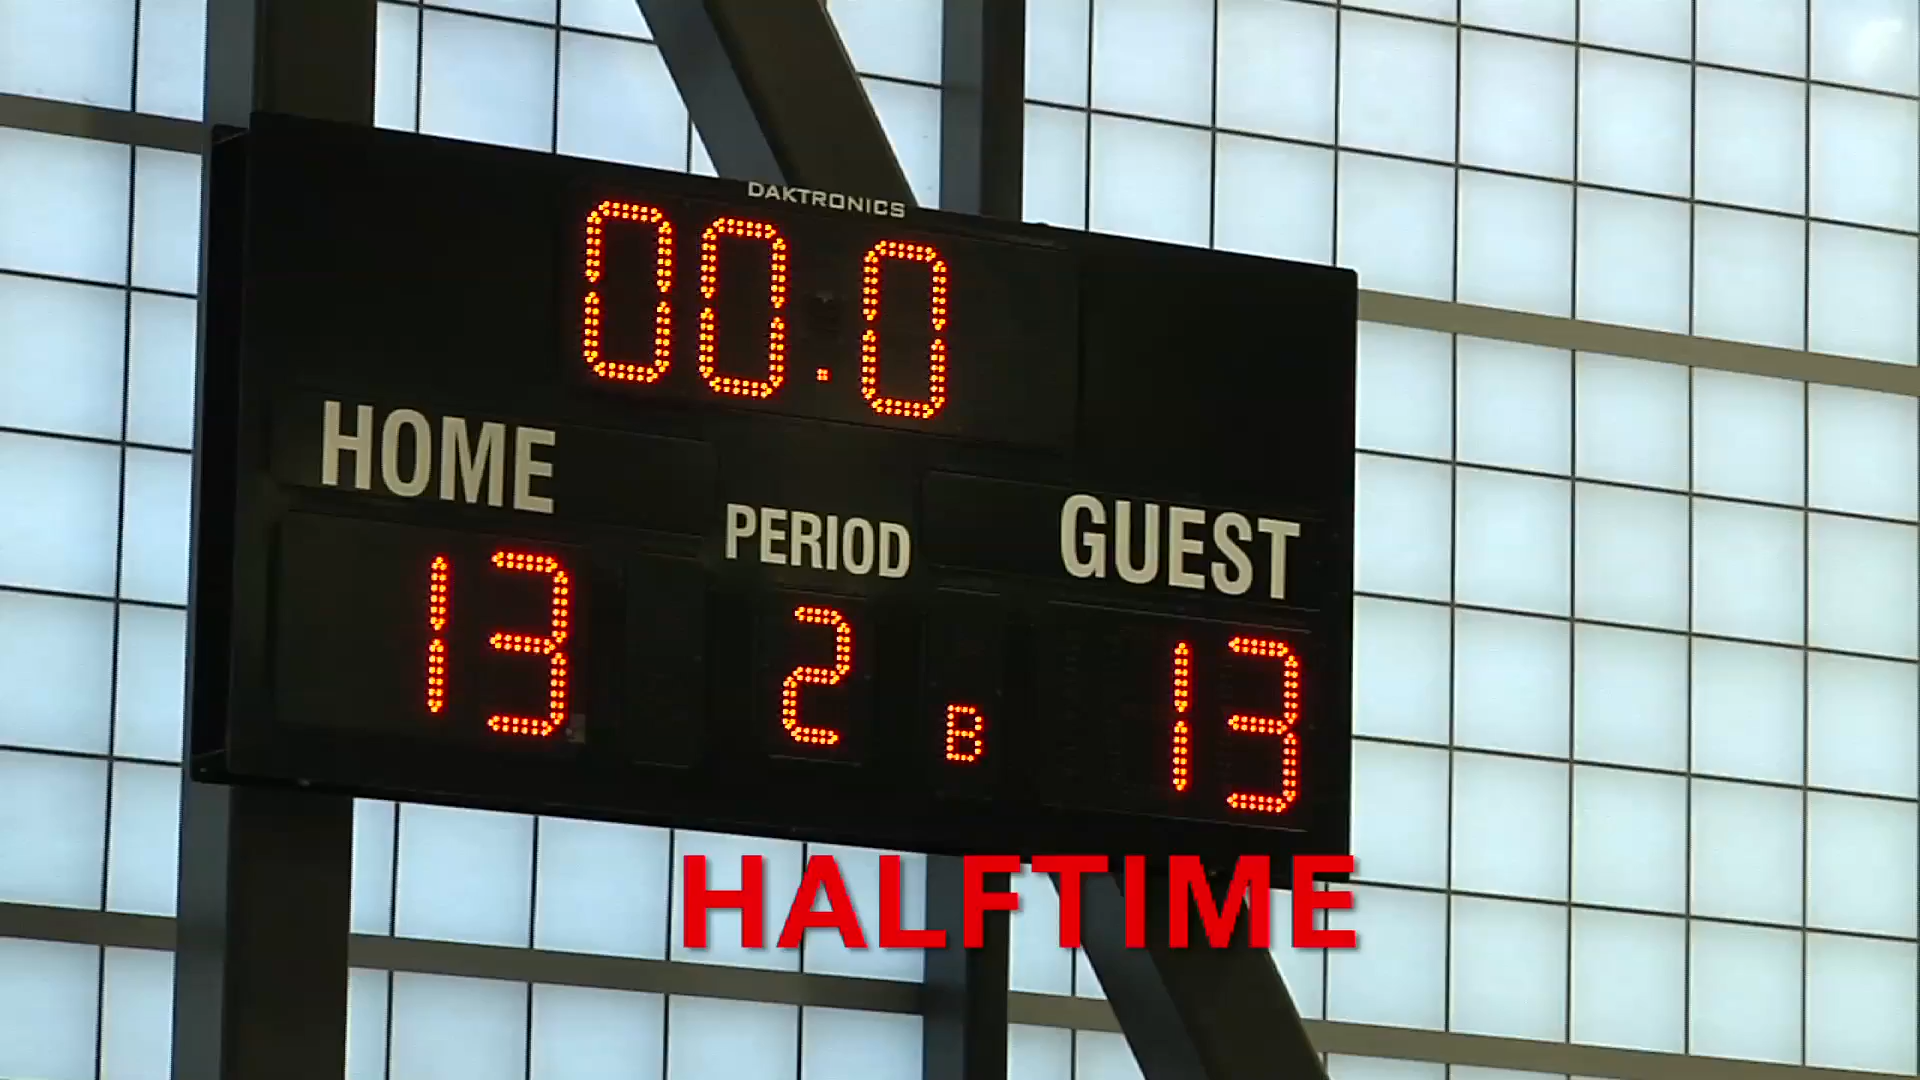 DAKTRONICS
00.0
HOME
PERIOD
GUEST
13
2
B
13
HALFTIME